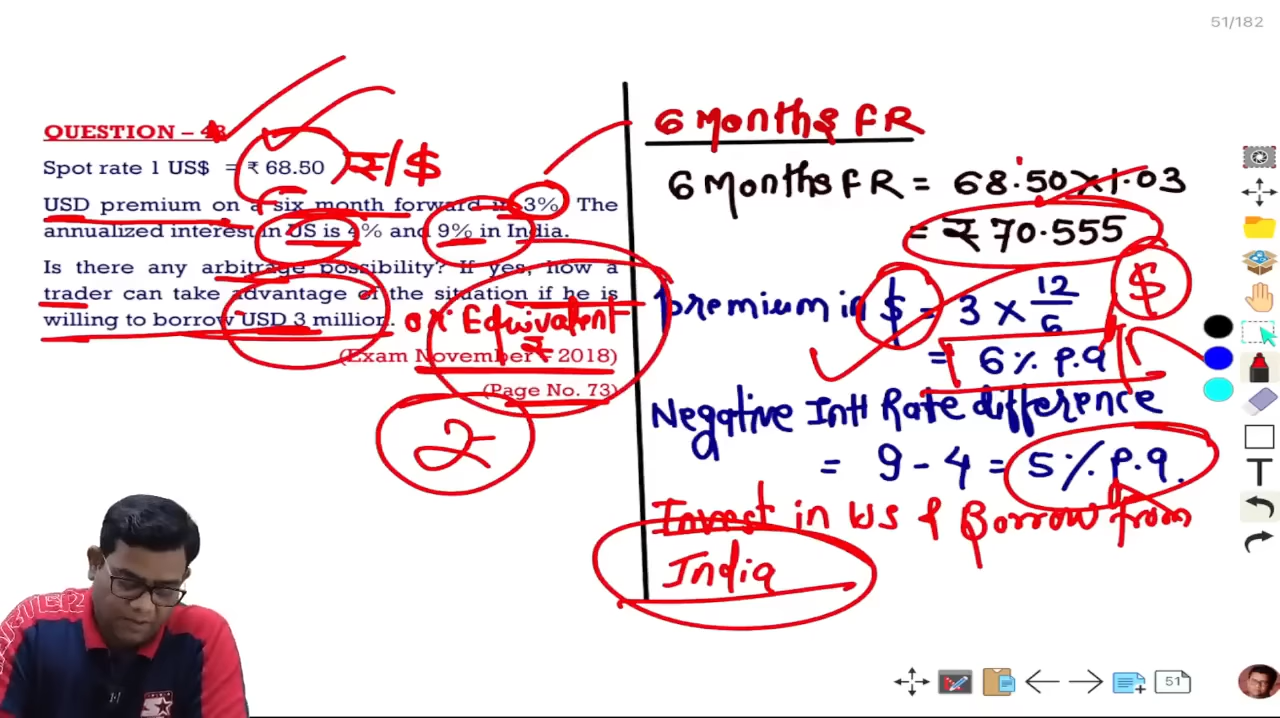 51/182
QUESTION – 43
Spot rate 1 US$ = ₹ 68.50 ₹/$
USD premium on a six month forward is 3%. The
annualized interest in US is 4% and 9% in India.
Is there any arbitrage possibility? If yes, how a
trader can take advantage of the situation if he is
willing to borrow USD 3 million. or Equivalent
₹
(Exam November – 2018)
(Page No. 73)
2
6 Months FR
6 Months FR = 68.50 × 1.03
= ₹ 70.555
Premium in $ = 3 × 12/6 $
= 6% P.a
Negative Intt Rate difference
= 9 - 4 = 5% P.a.
Invest in US & Borrow from
India
T
51